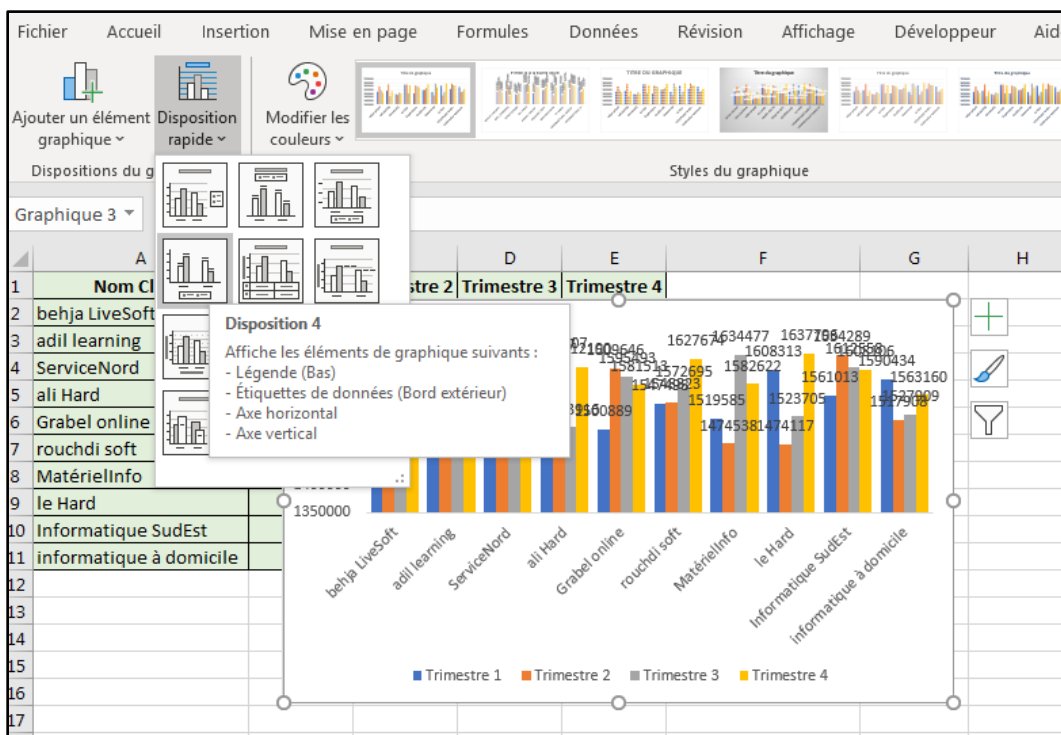 Fichier Accueil Insertion Mise en page Formules Données Révision Affichage Développeur Aid
Ajouter un élément graphique
Disposition rapide
Modifier les couleurs
Dispositions du g
Styles du graphique
Graphique 3
A D E F G H
1 Nom Cl stre 2 Trimestre 3 Trimestre 4
2 behja LiveSoft
3 adil learning
4 ServiceNord
5 ali Hard
6 Grabel online
7 rouchdi soft
8 MatérielInfo
9 le Hard
10 Informatique SudEst
11 informatique à domicile
12
13
14
15
16
17
Disposition 4
Affiche les éléments de graphique suivants :
- Légende (Bas)
- Étiquettes de données (Bord extérieur)
- Axe horizontal
- Axe vertical
1627674
1634477
1608313
1582622
1572695
1519585
1474538
1474117
1523705
1561013
1590434
1563160
1581513
1350000
behja LiveSoft
adil learning
ServiceNord
ali Hard
Grabel online
rouchdi soft
MatérielInfo
le Hard
Informatique SudEst
informatique à domicile
Trimestre 1 Trimestre 2 Trimestre 3 Trimestre 4